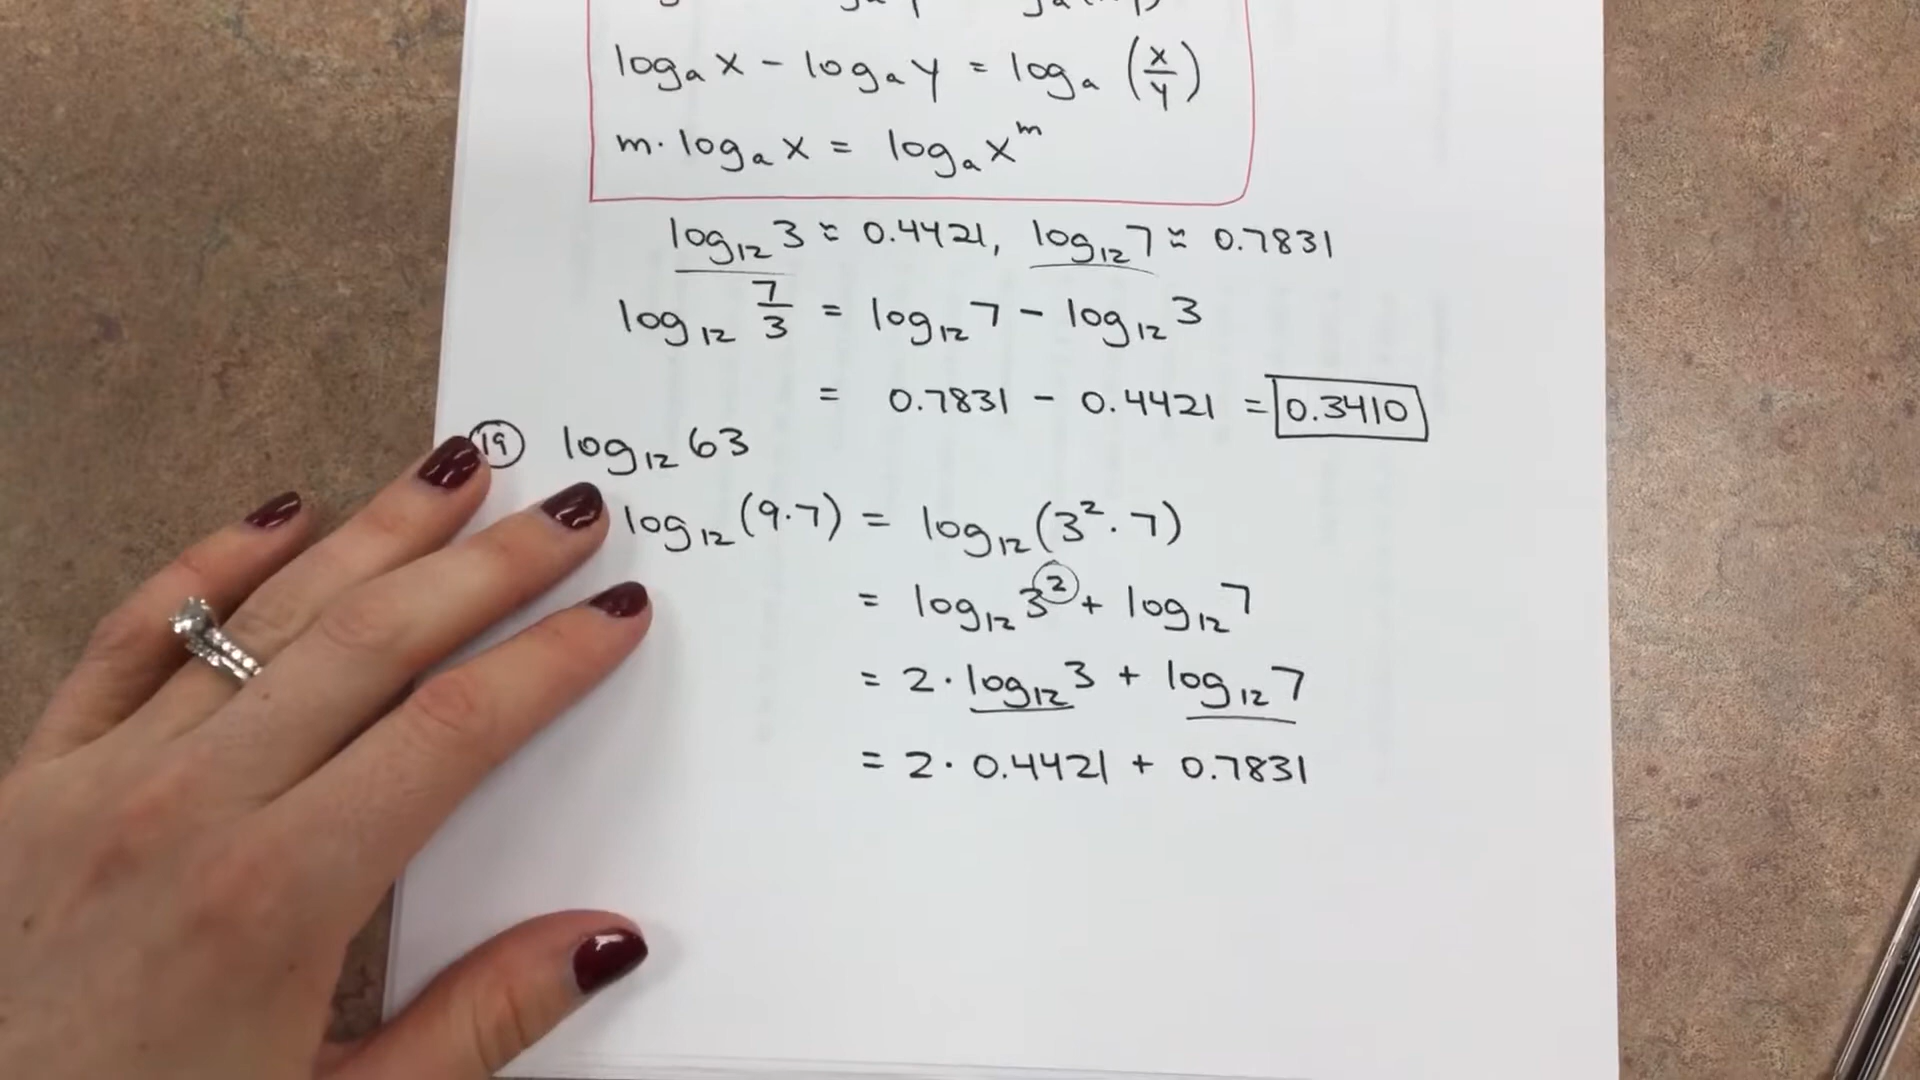 logₐ x − logₐ y = logₐ (x/y)
m · logₐ x = logₐ xᵐ
log₁₂ 3 ≈ 0.4421, log₁₂ 7 ≈ 0.7831
log₁₂ 7/3 = log₁₂ 7 − log₁₂ 3
= 0.7831 − 0.4421 = 0.3410
19 log₁₂ 63
log₁₂ (9·7) = log₁₂ (3²·7)
= log₁₂ 3² + log₁₂ 7
= 2 · log₁₂ 3 + log₁₂ 7
= 2 · 0.4421 + 0.7831